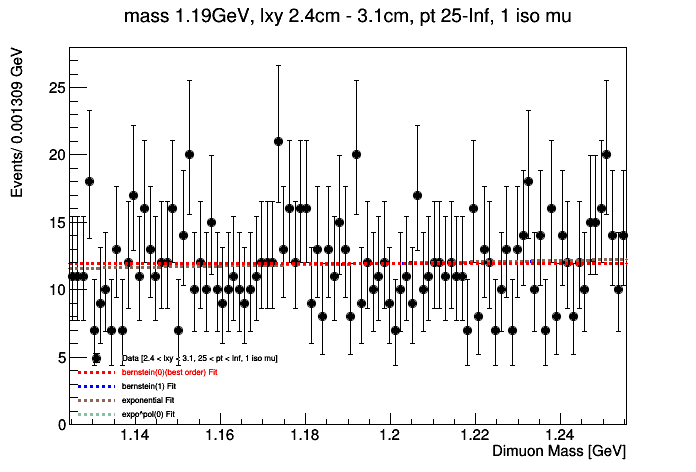 mass 1.19GeV, lxy 2.4cm - 3.1cm, pt 25-Inf, 1 iso mu
Events/ 0.001309 GeV
25
20
15
10
5
0
Data [2.4 < lxy < 3.1, 25 < pt < Inf, 1 iso mu]
bernstein(0)(best order) Fit
bernstein(1) Fit
exponential Fit
expo*pol(0) Fit
1.14 1.16 1.18 1.2 1.22 1.24
Dimuon Mass [GeV]